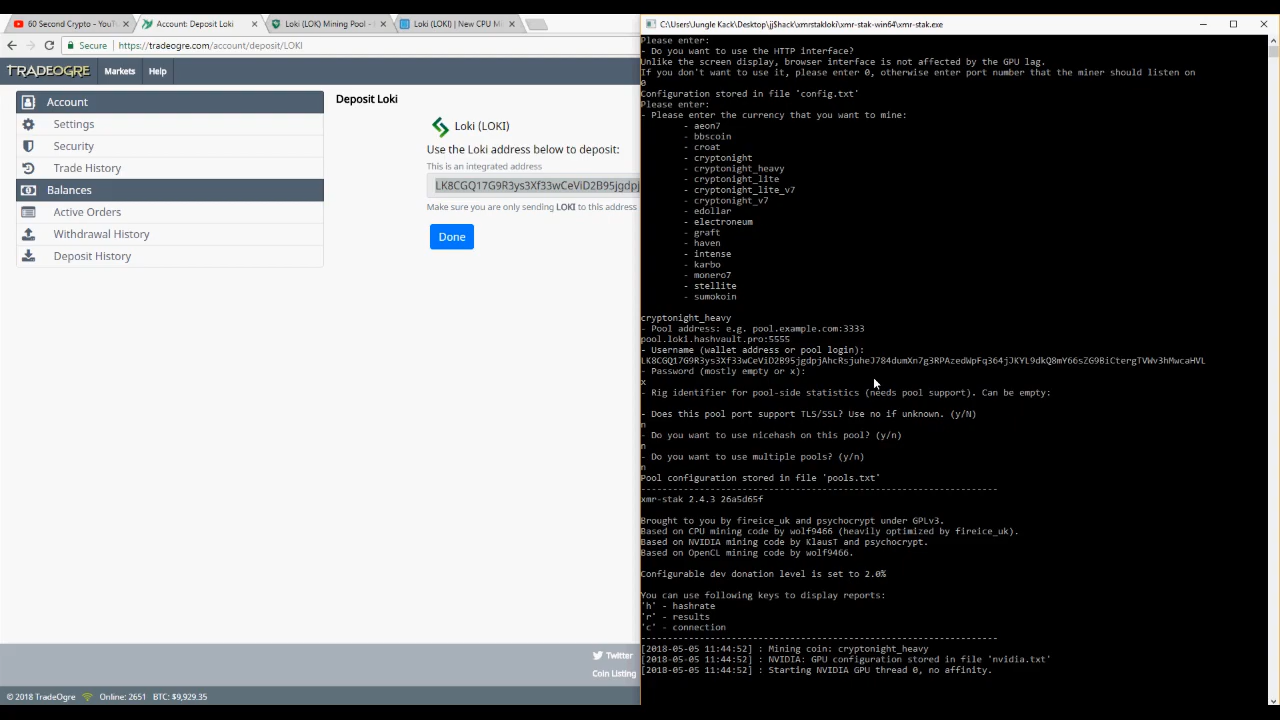 60 Second Crypto - YouT
Account: Deposit Loki
Loki (LOK) Mining Pool -
Loki (LOKI) | New CPU Mi
Secure
https://tradeogre.com/account/deposit/LOKI
TRADEOGRE
Markets
Help
Account
Settings
Security
Trade History
Balances
Active Orders
Withdrawal History
Deposit History
Deposit Loki
Loki (LOKI)
Use the Loki address below to deposit:
This is an integrated address
LK8CGQ17G9R3ys3Xf33wCeViD2B95jgdpj
Make sure you are only sending LOKI to this address
Done
Twitter
Coin Listing
© 2018 TradeOgre
Online: 2651
BTC: $9,929.35
C:\Users\Jungle Kack\Desktop\jj$hack\xmrstakloki\xmr-stak-win64\xmr-stak.exe
Please enter:
- Do you want to use the HTTP interface?
Unlike the screen display, browser interface is not affected by the GPU lag.
If you don't want to use it, please enter 0, otherwise enter port number that the miner should listen on
0
Configuration stored in file 'config.txt'
Please enter:
- Please enter the currency that you want to mine:
- aeon7
- bbscoin
- croat
- cryptonight
- cryptonight_heavy
- cryptonight_lite
- cryptonight_lite_v7
- cryptonight_v7
- edollar
- electroneum
- graft
- haven
- intense
- karbo
- monero7
- stellite
- sumokoin
cryptonight_heavy
- Pool address: e.g. pool.example.com:3333
pool.loki.hashvault.pro:5555
- Username (wallet address or pool login):
LK8CGQ17G9R3ys3Xf33wCeViD2B95jgdpjAhcRsjuheJ784dumXn7g3RPAzedWpFq364jJKYL9dkQ8mY66sZG9BiCtergTVWv3hMwcaHVL
- Password (mostly empty or x):
x
- Rig identifier for pool-side statistics (needs pool support). Can be empty:
- Does this pool port support TLS/SSL? Use no if unknown. (y/N)
n
- Do you want to use nicehash on this pool? (y/n)
n
- Do you want to use multiple pools? (y/n)
n
Pool configuration stored in file 'pools.txt'
-------------------------------------------------------------------
xmr-stak 2.4.3 26a5d65f
Brought to you by fireice_uk and psychocrypt under GPLv3.
Based on CPU mining code by wolf9466 (heavily optimized by fireice_uk).
Based on NVIDIA mining code by KlausT and psychocrypt.
Based on OpenCL mining code by wolf9466.
Configurable dev donation level is set to 2.0%
You can use following keys to display reports:
'h' - hashrate
'r' - results
'c' - connection
-------------------------------------------------------------------
[2018-05-05 11:44:52] : Mining coin: cryptonight_heavy
[2018-05-05 11:44:52] : NVIDIA: GPU configuration stored in file 'nvidia.txt'
[2018-05-05 11:44:52] : Starting NVIDIA GPU thread 0, no affinity.